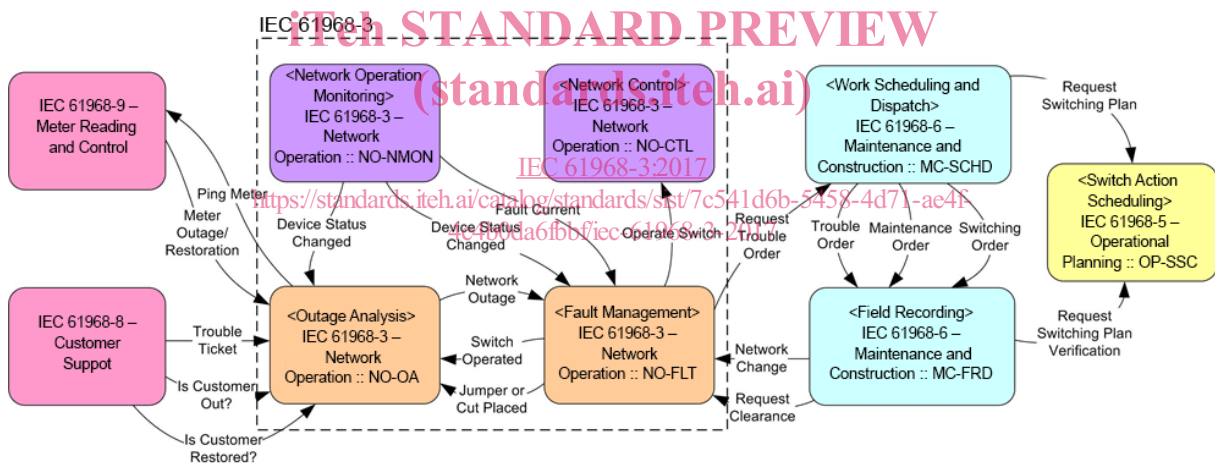 iTeh STANDARD PREVIEW
(standards.iteh.ai)
IEC 61968-3:2017
https://standards.iteh.ai/catalog/standards/sist/7c541d6b-5458-4d71-ae4f-
IEC 61968-3
IEC 61968-9 –
Meter Reading
and Control
<Network Operation
Monitoring>
IEC 61968-3 –
Network
Operation :: NO-NMON
<Network Control>
IEC 61968-3 –
Network
Operation :: NO-CTL
<Work Scheduling and
Dispatch>
IEC 61968-6 –
Maintenance and
Construction :: MC-SCHD
Request
Switching Plan
<Switch Action
Scheduling>
IEC 61968-5 –
Operational
Planning :: OP-SSC
Ping Meter
Meter
Outage/
Restoration
Device Status
Changed
Device Status
Changed
Fault Current
Operate Switch
Request
Trouble
Order
Trouble
Order
Maintenance
Order
Switching
Order
IEC 61968-8 –
Customer
Suppot
Trouble
Ticket
Is Customer
Out?
Is Customer
Restored?
<Outage Analysis>
IEC 61968-3 –
Network
Operation :: NO-OA
Network
Outage
Switch
Operated
Jumper or
Cut Placed
<Fault Management>
IEC 61968-3 –
Network
Operation :: NO-FLT
Network
Change
Request
Clearance
<Field Recording>
IEC 61968-6 –
Maintenance and
Construction :: MC-FRD
Request
Switching Plan
Verification